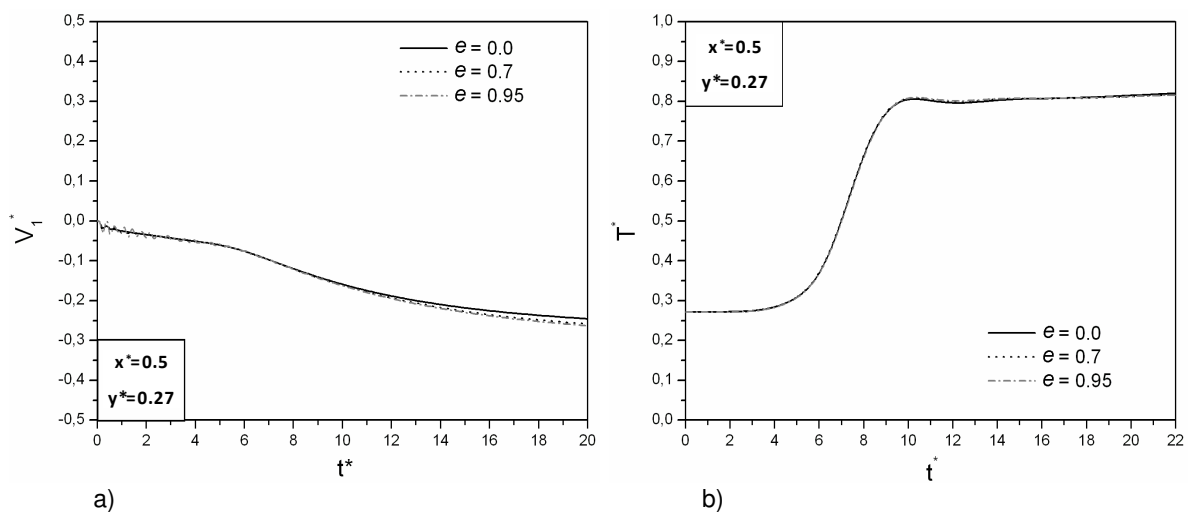 0,5
0,4
0,3
0,2
0,1
0,0
-0,1
-0,2
-0,3
-0,4
-0,5
V₁*
e = 0.0
e = 0.7
e = 0.95
x*=0.5
y*=0.27
0 2 4 6 8 10 12 14 16 18 20
t*
a)
1,0
0,9
0,8
0,7
0,6
0,5
0,4
0,3
0,2
0,1
0,0
T*
x*=0.5
y*=0.27
e = 0.0
e = 0.7
e = 0.95
0 2 4 6 8 10 12 14 16 18 20 22
t*
b)